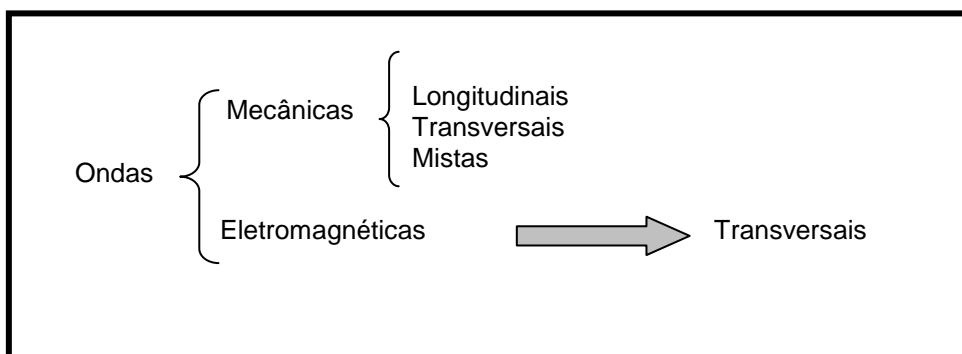 Mecânicas
Longitudinais
Transversais
Mistas
Ondas
Eletromagnéticas
Transversais